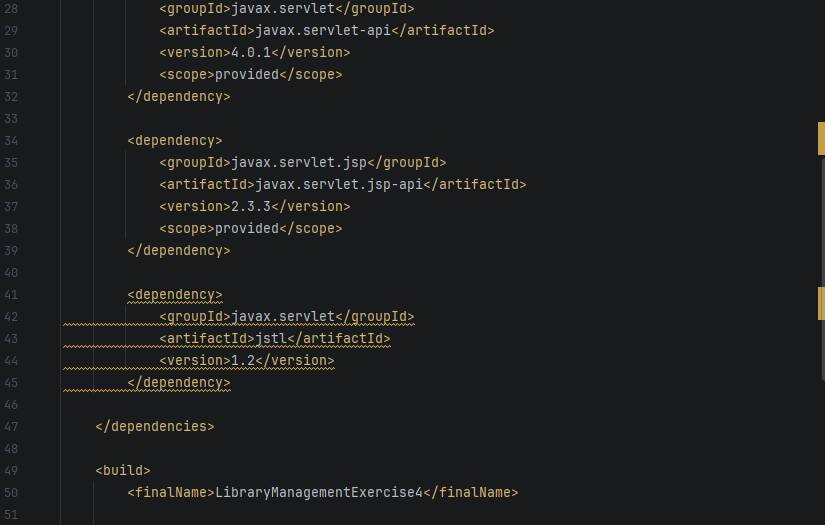 28 <groupId>javax.servlet</groupId>
29 <artifactId>javax.servlet-api</artifactId>
30 <version>4.0.1</version>
31 <scope>provided</scope>
32 </dependency>
33
34 <dependency>
35 <groupId>javax.servlet.jsp</groupId>
36 <artifactId>javax.servlet.jsp-api</artifactId>
37 <version>2.3.3</version>
38 <scope>provided</scope>
39 </dependency>
40
41 <dependency>
42 <groupId>javax.servlet</groupId>
43 <artifactId>jstl</artifactId>
44 <version>1.2</version>
45 </dependency>
46
47 </dependencies>
48
49 <build>
50 <finalName>LibraryManagementExercise4</finalName>
51